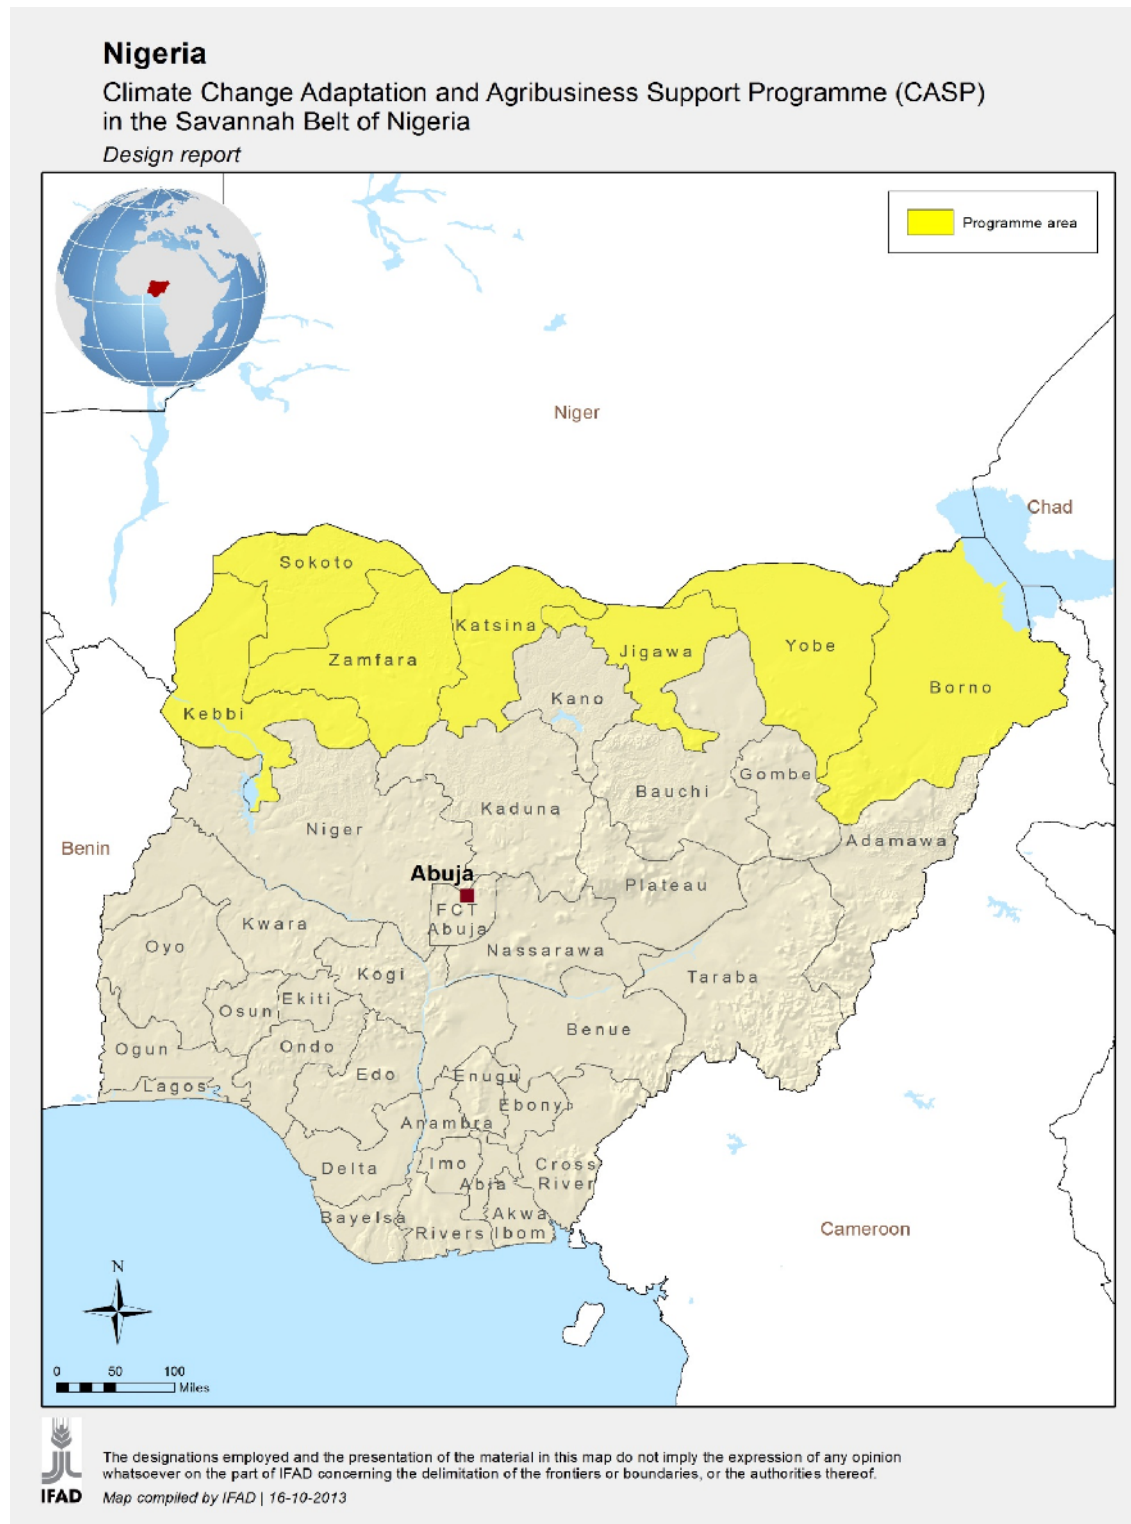 Nigeria
Climate Change Adaptation and Agribusiness Support Programme (CASP)
in the Savannah Belt of Nigeria
Design report
Programme area
Niger
Chad
Sokoto
Katsina
Zamfara
Jigawa
Yobe
Borno
Kebbi
Kano
Gombe
Bauchi
Kaduna
Niger
Adamawa
Benin
Abuja
Plateau
FCT
Abuja
Kwara
Oyo
Nassarawa
Kogi
Taraba
Ekiti
Osun
Benue
Ogun
Ondo
Edo
Enugu
Lagos
Ebonyi
Anambra
Delta
Imo
Cross
River
Abia
Bayelsa
Akwa
Ibom
Rivers
Cameroon
N
0 50 100
Miles
The designations employed and the presentation of the material in this map do not imply the expression of any opinion
whatsoever on the part of IFAD concerning the delimitation of the frontiers or boundaries, or the authorities thereof.
IFAD
Map compiled by IFAD | 16-10-2013